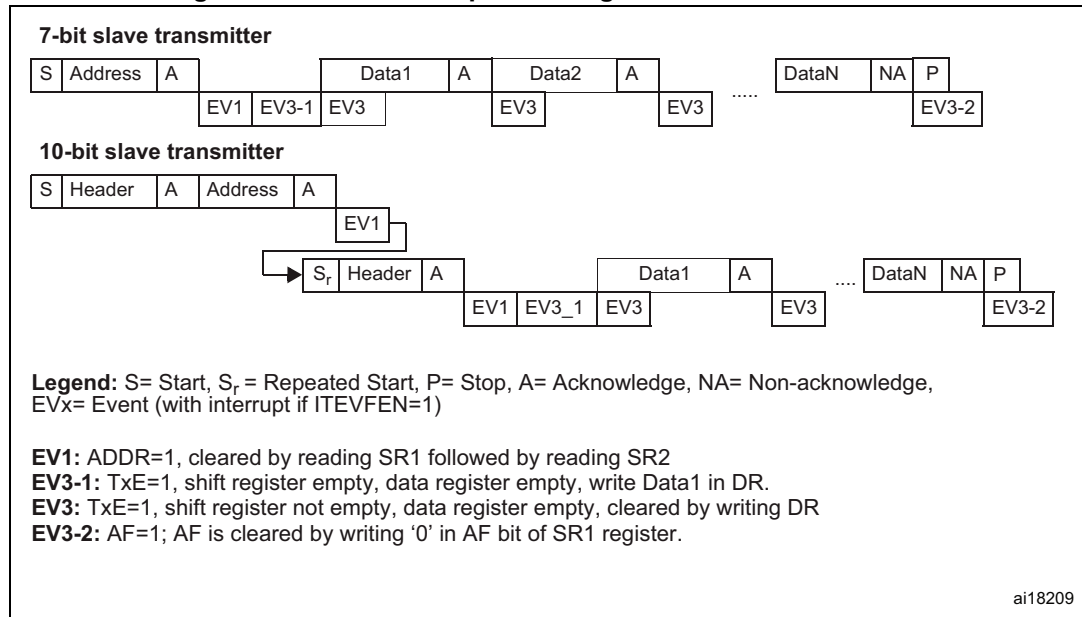 7-bit slave transmitter
S Address A Data1 A Data2 A ..... DataN NA P
EV1 EV3-1 EV3 EV3 EV3 EV3-2
10-bit slave transmitter
S Header A Address A
EV1
Sr Header A Data1 A .... DataN NA P
EV1 EV3_1 EV3 EV3 EV3-2
Legend: S= Start, Sr = Repeated Start, P= Stop, A= Acknowledge, NA= Non-acknowledge,
EVx= Event (with interrupt if ITEVFEN=1)
EV1: ADDR=1, cleared by reading SR1 followed by reading SR2
EV3-1: TxE=1, shift register empty, data register empty, write Data1 in DR.
EV3: TxE=1, shift register not empty, data register empty, cleared by writing DR
EV3-2: AF=1; AF is cleared by writing ‘0’ in AF bit of SR1 register.
ai18209